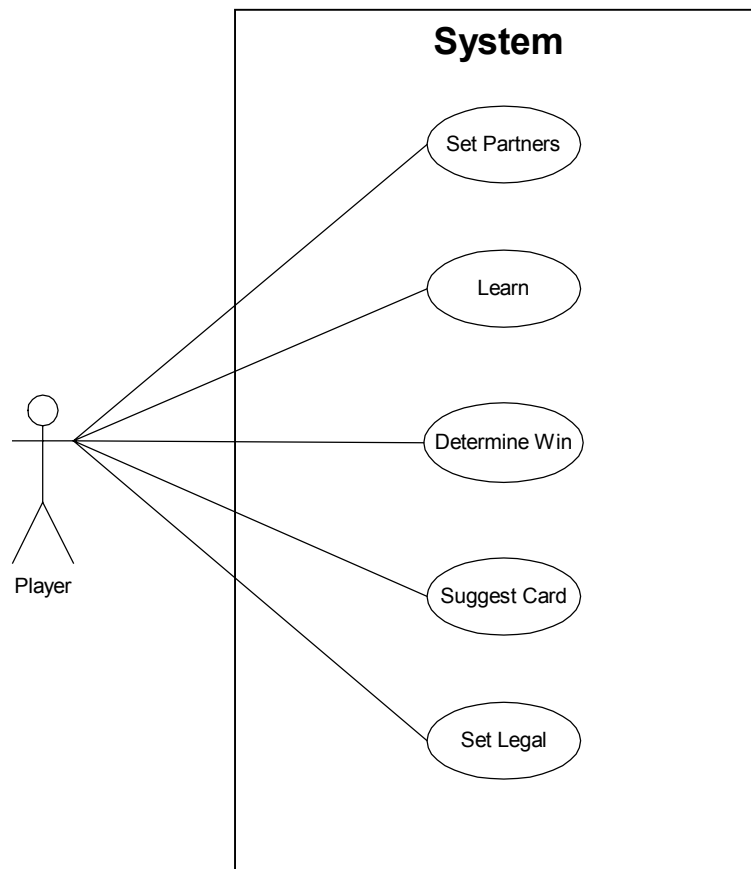 System
Set Partners
Learn
Determine Win
Suggest Card
Player
Set Legal